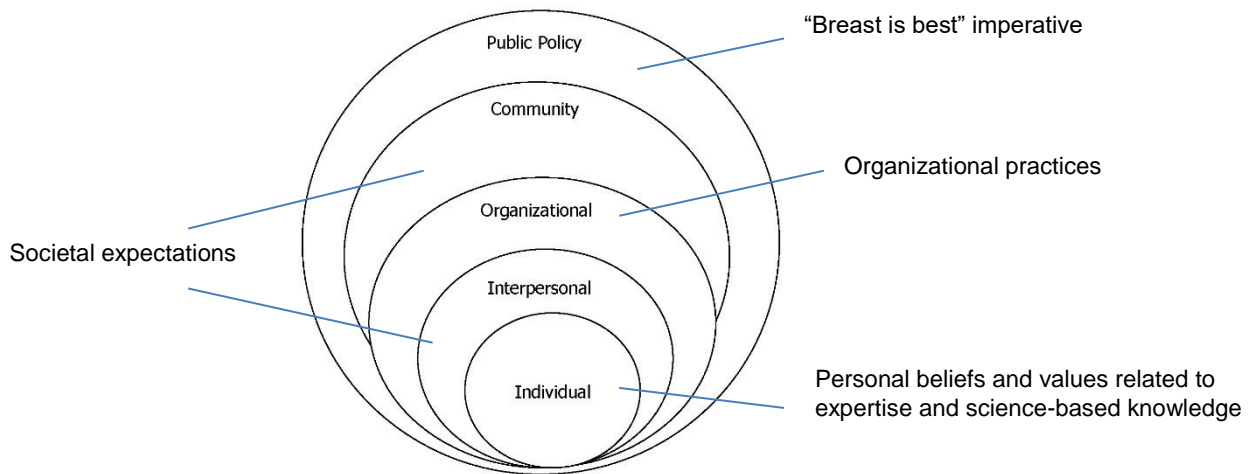 “Breast is best” imperative
Public Policy
Community
Organizational practices
Organizational
Societal expectations
Interpersonal
Personal beliefs and values related to
expertise and science-based knowledge
Individual